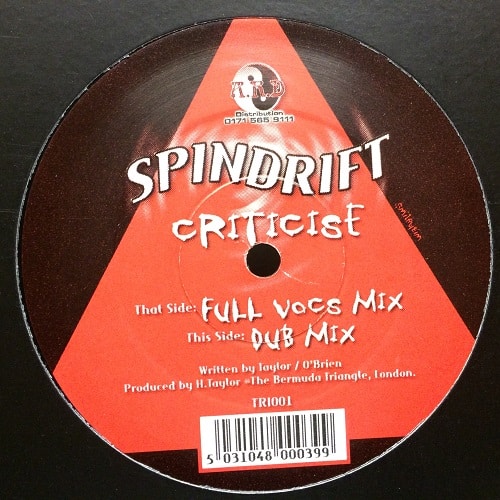 A.R.D
Distribution
0171 565 9111
SPINDRIFT
CRITICISE
That Side: FULL VOCS MIX
This Side: DUB MIX
Written by Taylor / O'Brien
Produced by H.Taylor @The Bermuda Triangle, London.
TRI001
5 031048 000399